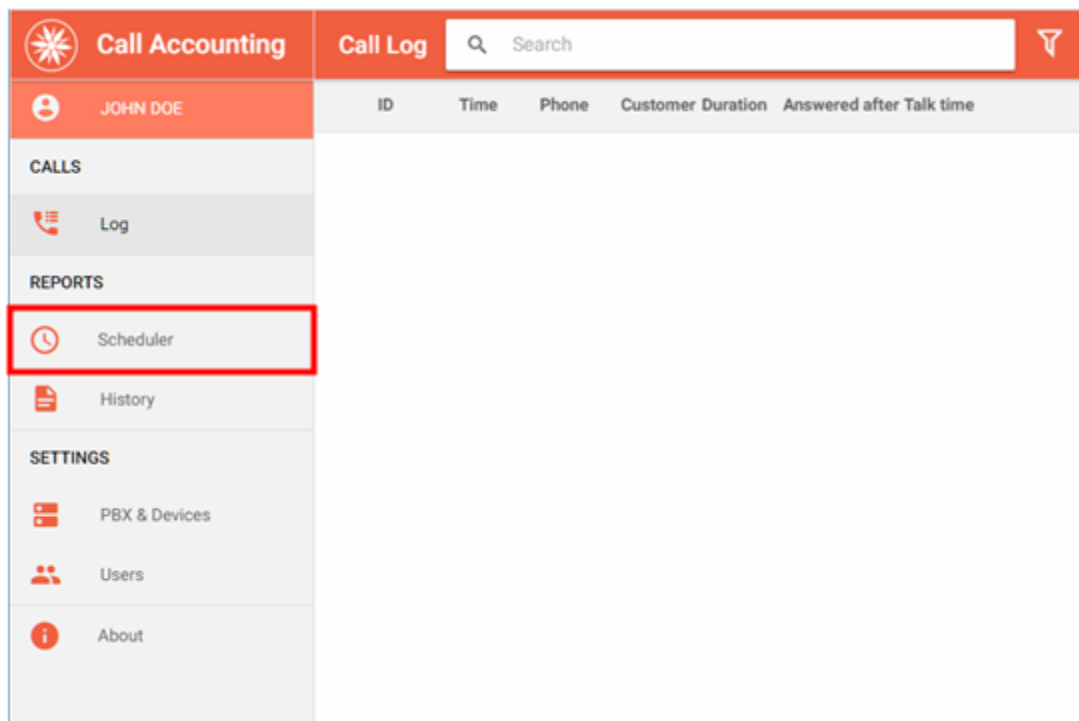 Call Accounting
Call Log
Search
JOHN DOE
ID Time Phone Customer Duration Answered after Talk time
CALLS
Log
REPORTS
Scheduler
History
SETTINGS
PBX & Devices
Users
About